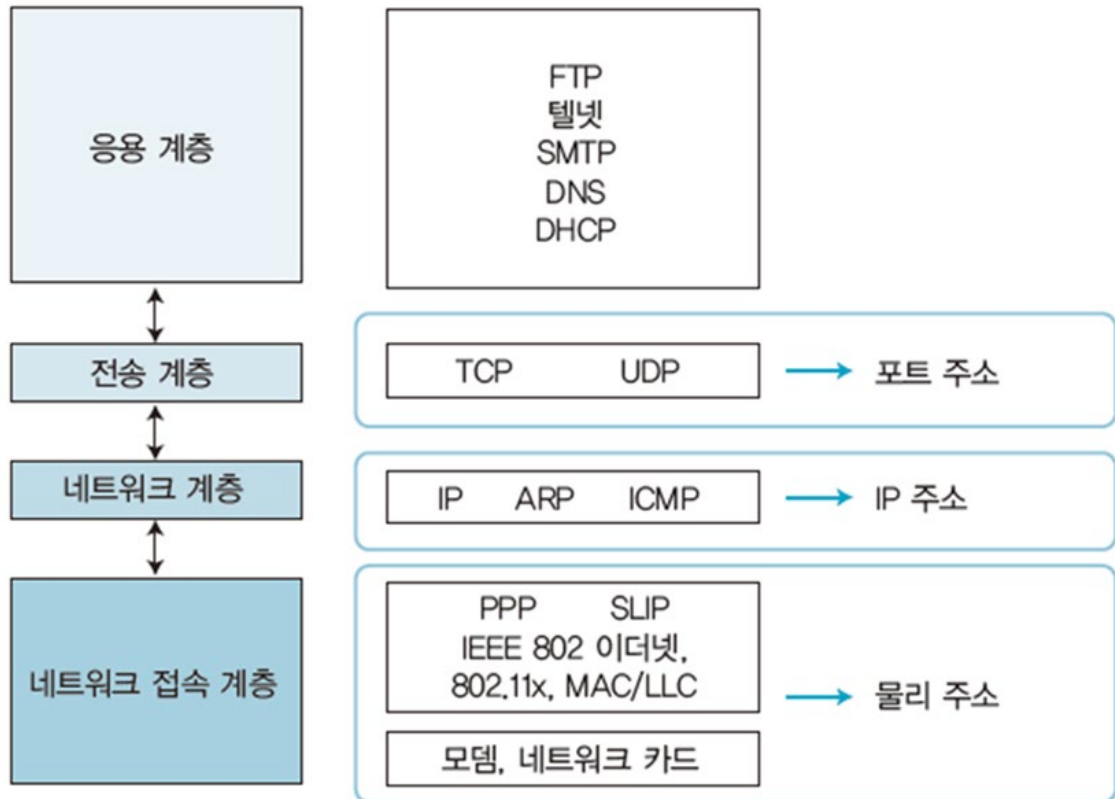 응용 계층
FTP
텔넷
SMTP
DNS
DHCP
전송 계층
TCP UDP
포트 주소
네트워크 계층
IP ARP ICMP
IP 주소
네트워크 접속 계층
PPP SLIP
IEEE 802 이더넷,
802.11x, MAC/LLC
물리 주소
모뎀, 네트워크 카드